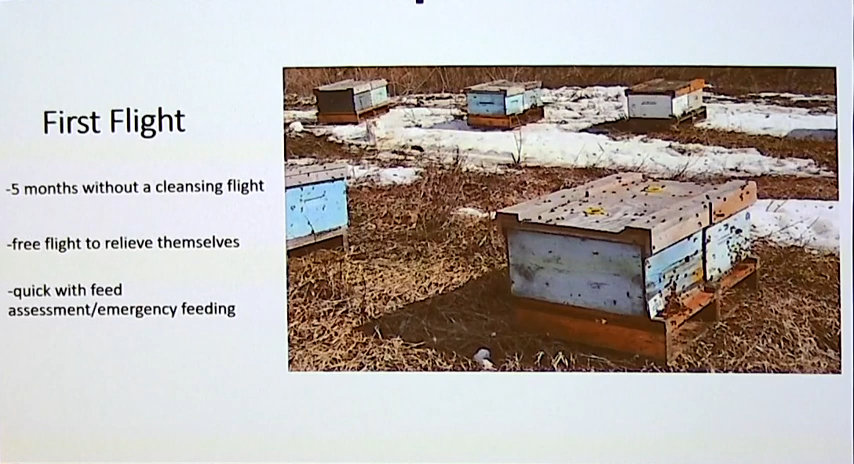 First Flight
-5 months without a cleansing flight
-free flight to relieve themselves
-quick with feed
assessment/emergency feeding